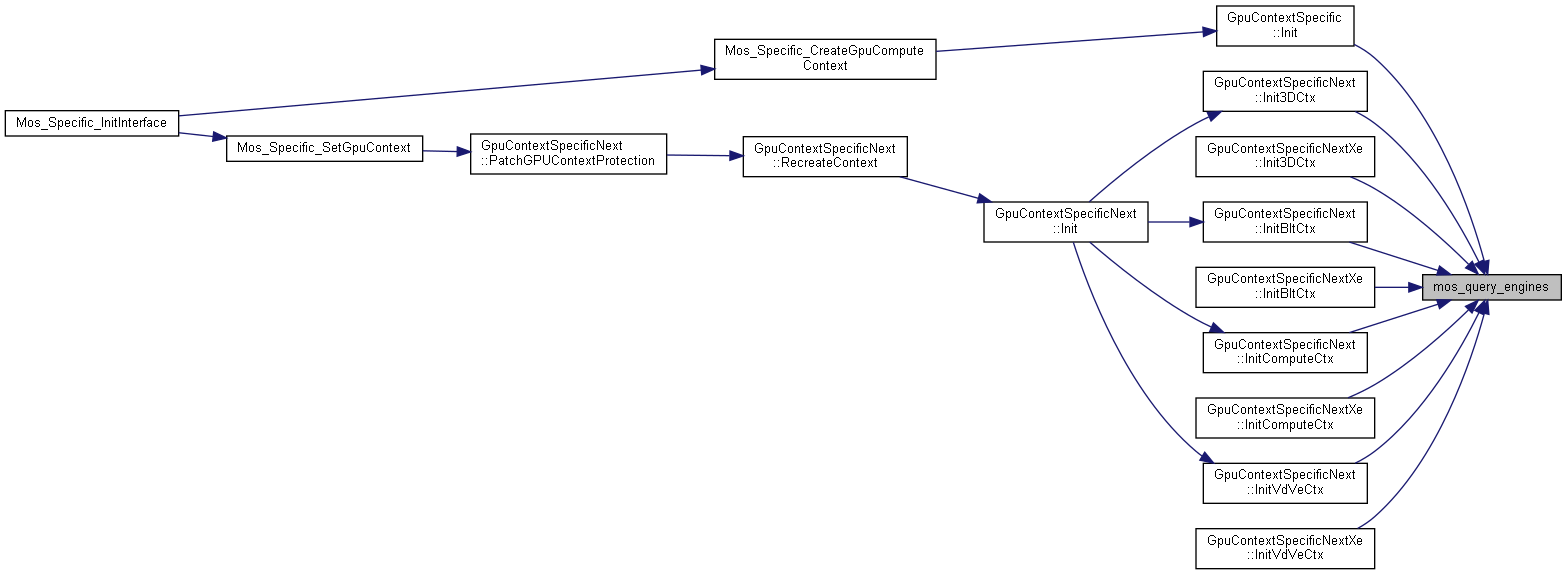 GpuContextSpecific
::Init
Mos_Specific_CreateGpuCompute
Context
GpuContextSpecificNext
::Init3DCtx
Mos_Specific_InitInterface
Mos_Specific_SetGpuContext
GpuContextSpecificNext
::PatchGPUContextProtection
GpuContextSpecificNext
::RecreateContext
GpuContextSpecificNextXe
::Init3DCtx
GpuContextSpecificNext
::Init
GpuContextSpecificNext
::InitBltCtx
GpuContextSpecificNextXe
::InitBltCtx
mos_query_engines
GpuContextSpecificNext
::InitComputeCtx
GpuContextSpecificNextXe
::InitComputeCtx
GpuContextSpecificNext
::InitVdVeCtx
GpuContextSpecificNextXe
::InitVdVeCtx